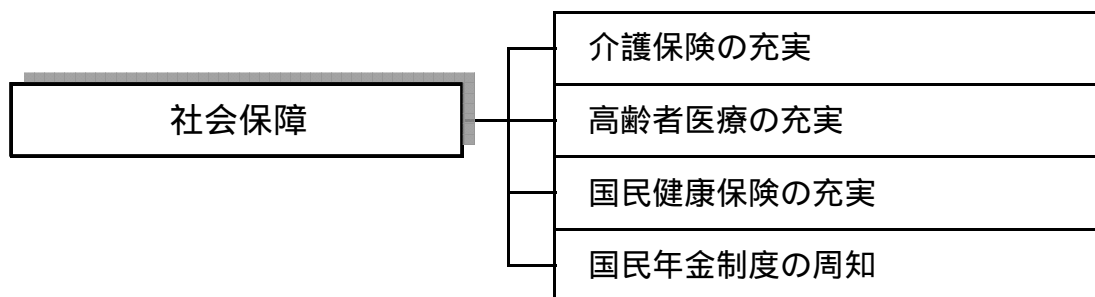 社会保障
介護保険の充実
高齢者医療の充実
国民健康保険の充実
国民年金制度の周知